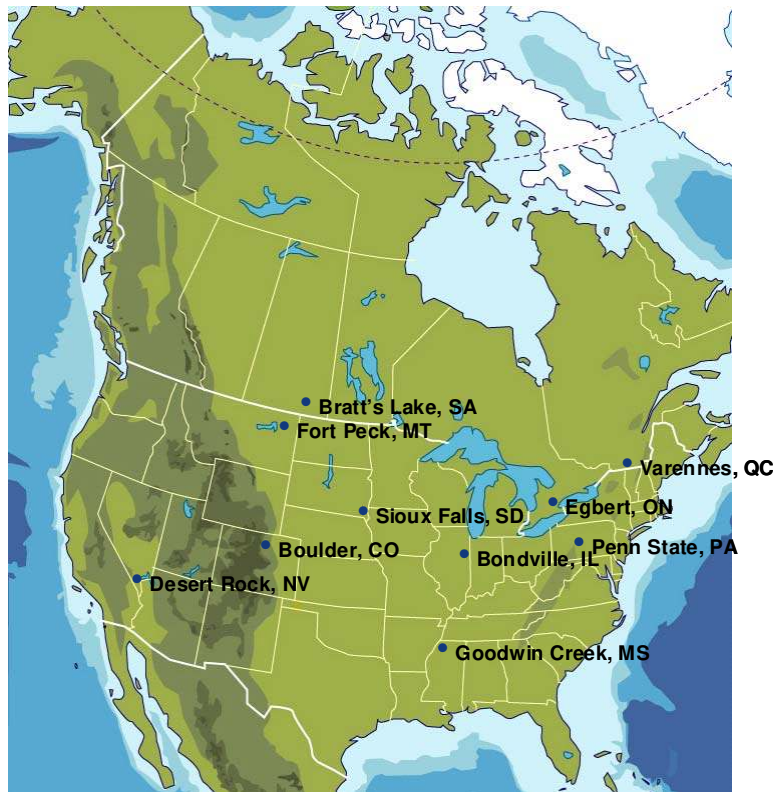 Bratt's Lake, SA
Fort Peck, MT
Varennes, QC
Egbert, ON
Sioux Falls, SD
Penn State, PA
Boulder, CO
Bondville, IL
Desert Rock, NV
Goodwin Creek, MS